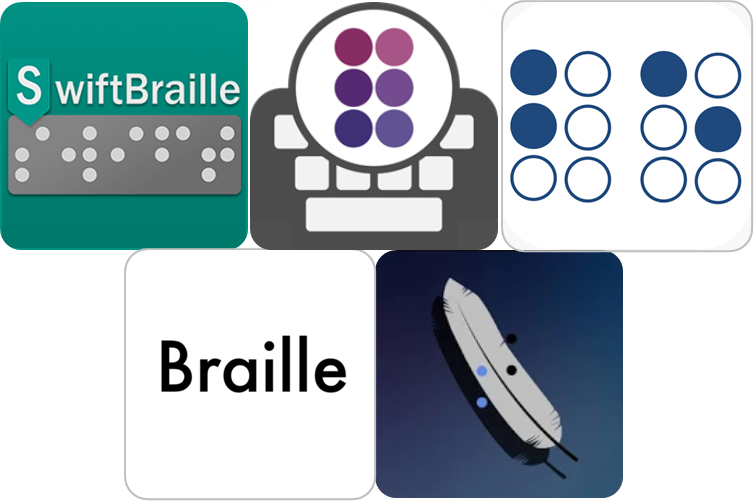 SwiftBraille
⠎⠺⠊⠋⠞
⠿
⠃⠑
Braille
⠞